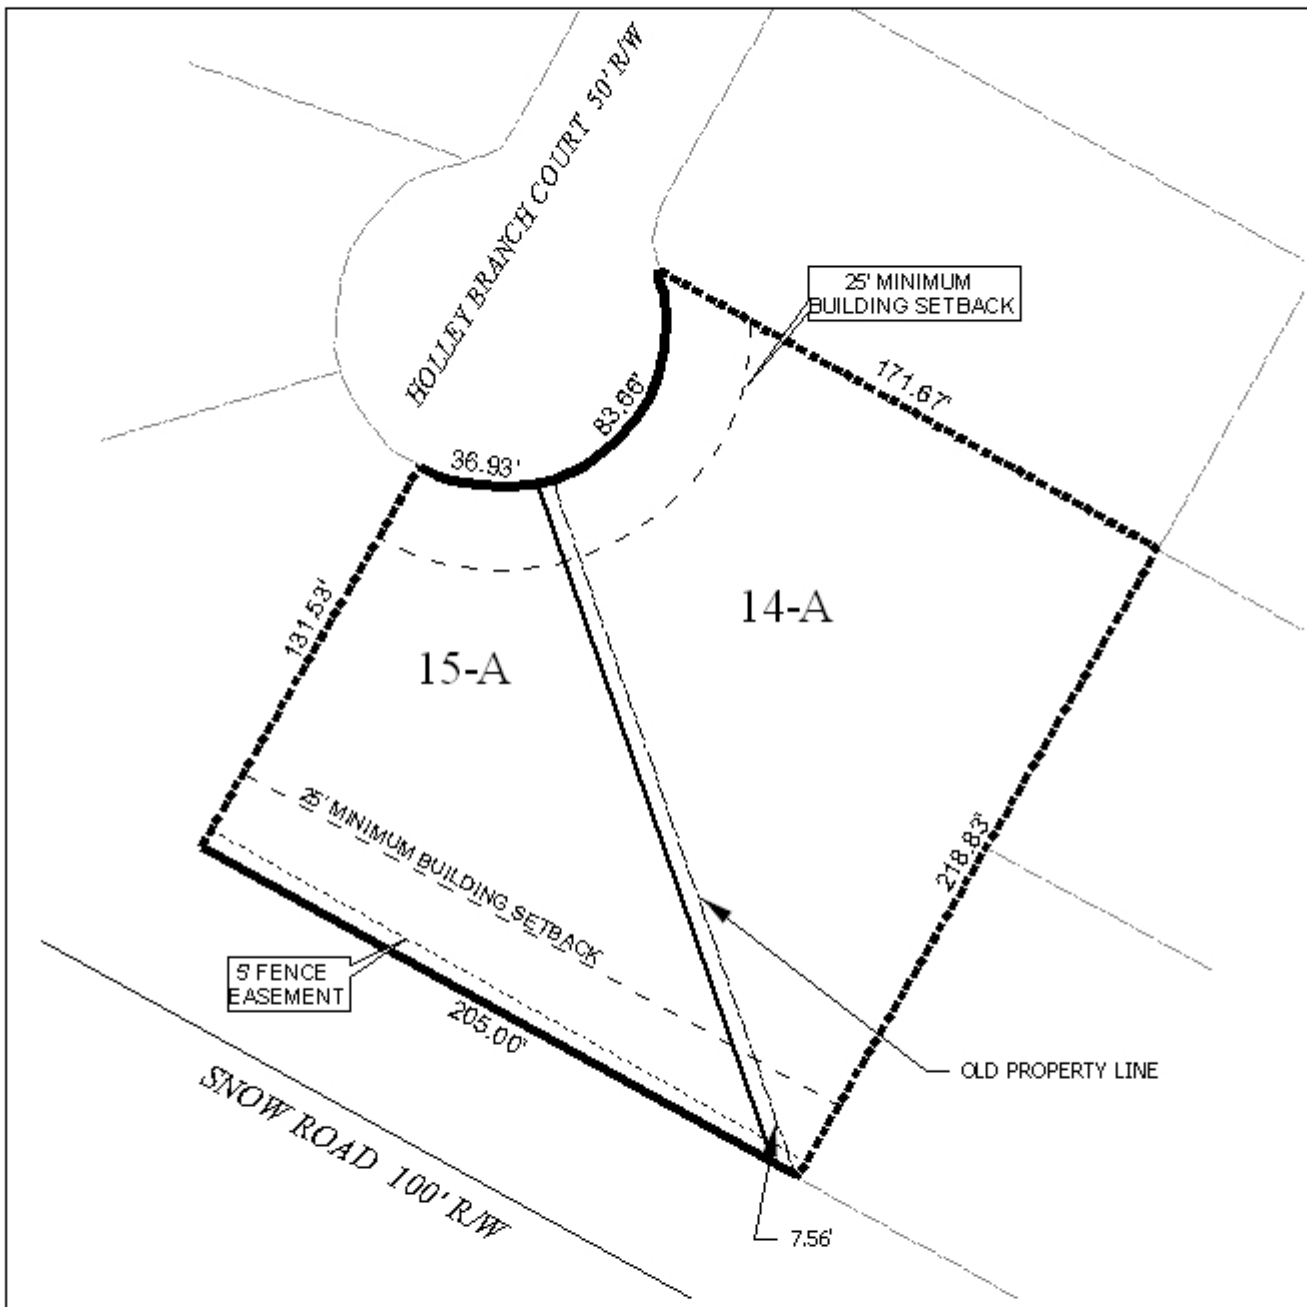 HOLLEY BRANCH COURT 50' R/W
25' MINIMUM
BUILDING SETBACK
171.67'
83.66'
36.93'
131.53'
14-A
15-A
25' MINIMUM BUILDING SETBACK
218.83'
5' FENCE
EASEMENT
205.00'
OLD PROPERTY LINE
SNOW ROAD 100' R/W
7.56'